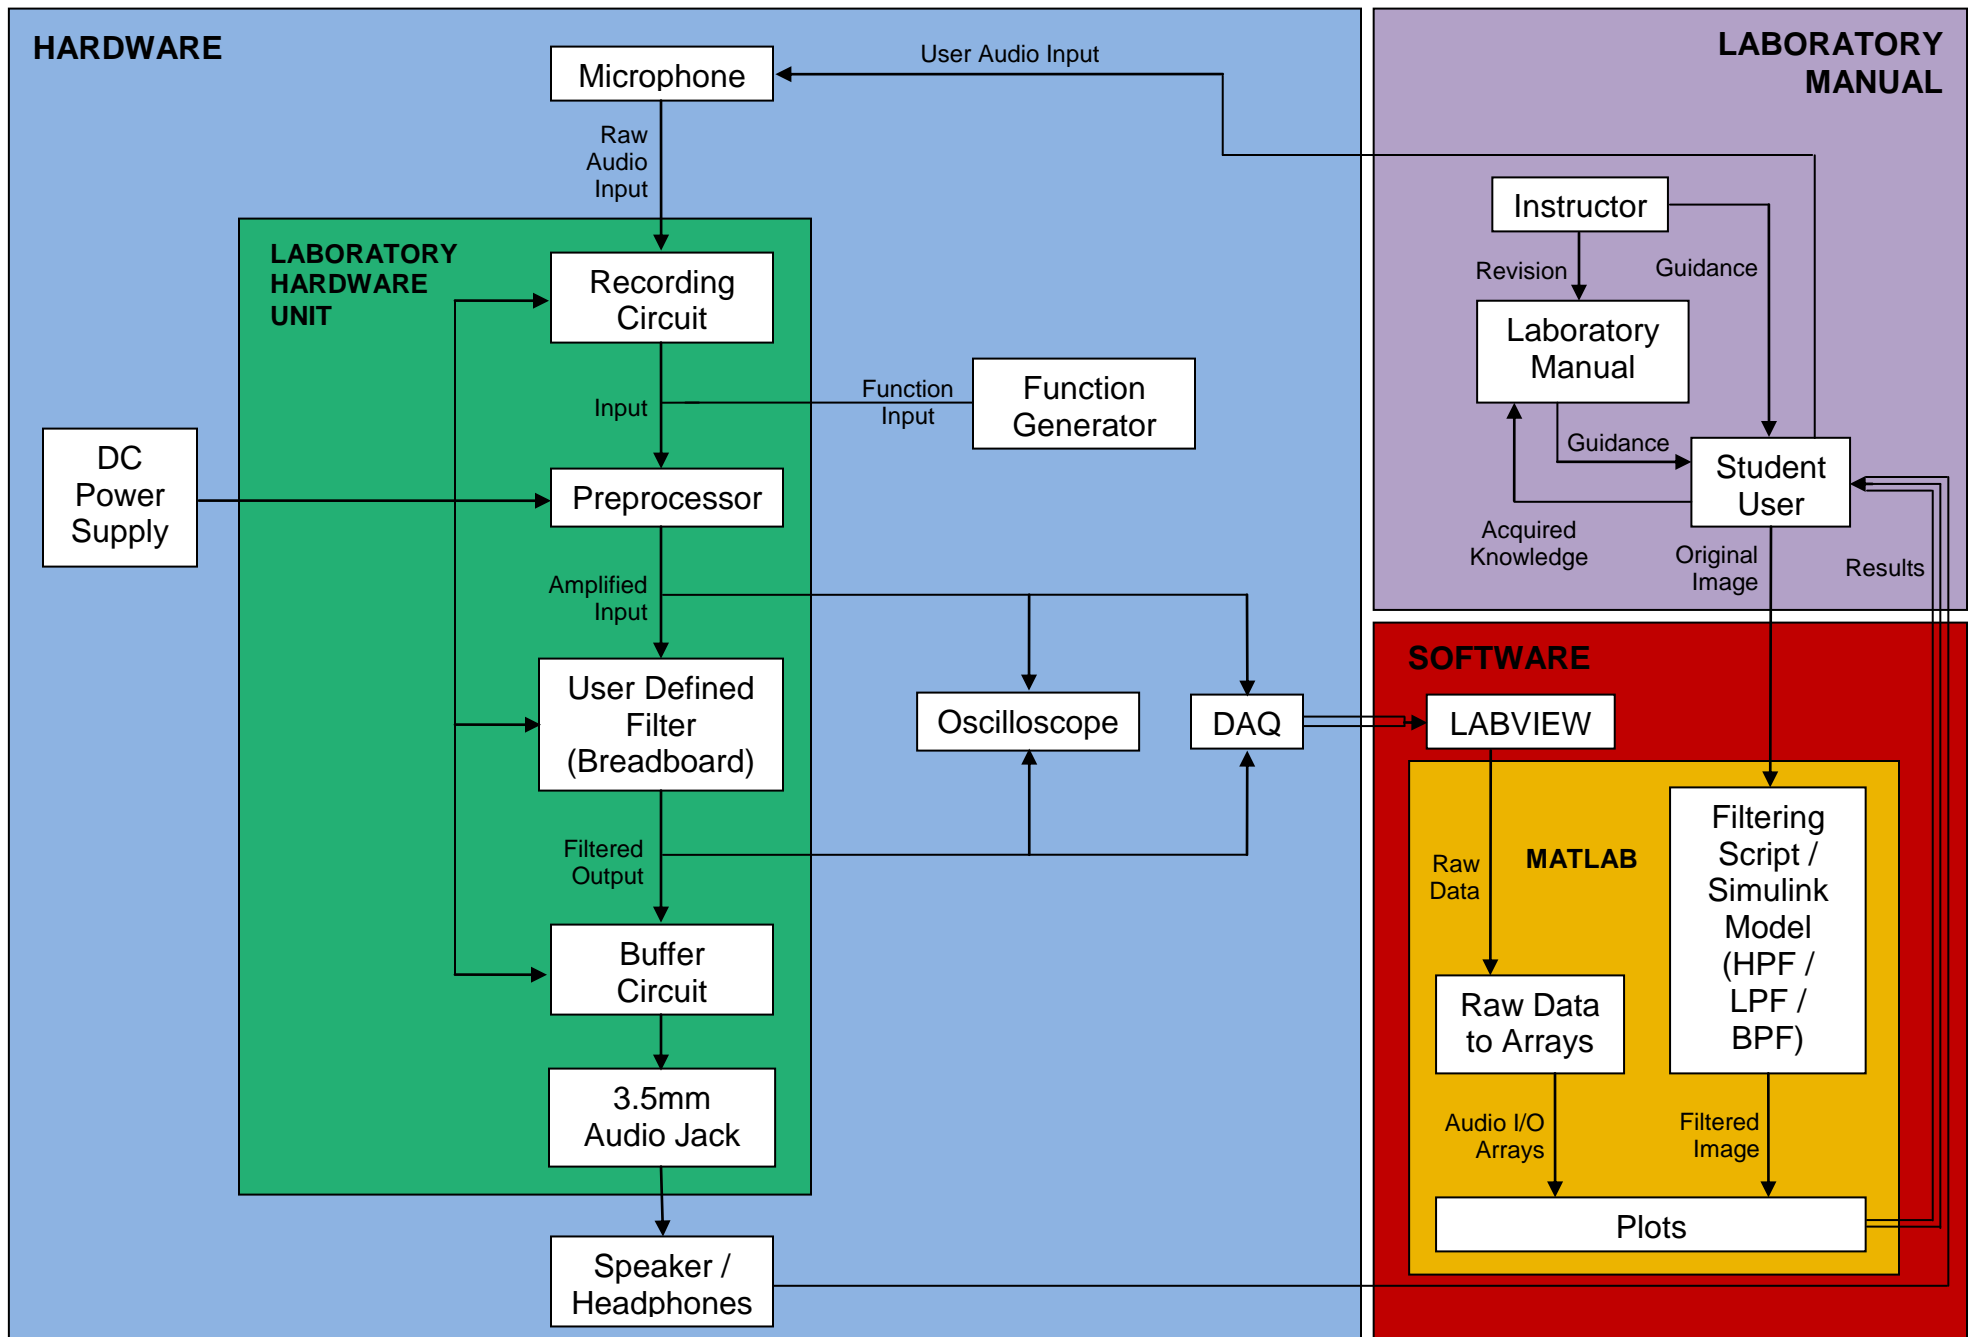 HARDWARE
Microphone
User Audio Input
Raw
Audio
Input
LABORATORY
HARDWARE
UNIT
Recording
Circuit
Input
Function
Input
Function
Generator
DC
Power
Supply
Preprocessor
Amplified
Input
User Defined
Filter
(Breadboard)
Oscilloscope
DAQ
Filtered
Output
Buffer
Circuit
3.5mm
Audio Jack
Speaker /
Headphones
LABORATORY
MANUAL
Instructor
Revision
Guidance
Laboratory
Manual
Guidance
Student
User
Acquired
Knowledge
Original
Image
Results
SOFTWARE
LABVIEW
MATLAB
Raw
Data
Filtering
Script /
Simulink
Model
(HPF /
LPF /
BPF)
Raw Data
to Arrays
Audio I/O
Arrays
Filtered
Image
Plots